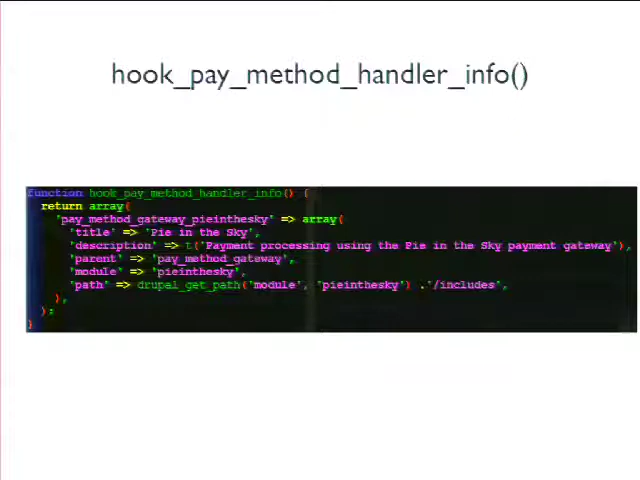 hook_pay_method_handler_info()
function hook_pay_method_handler_info() {
return array(
'pay_method_gateway_pieinthesky' => array(
'title' => 'Pie in the Sky',
'description' => t('Payment processing using the Pie in the Sky payment gateway'),
'parent' => 'pay_method_gateway',
'module' => 'pieinthesky',
'path' => drupal_get_path('module', 'pieinthesky') .'/includes',
),
);
}